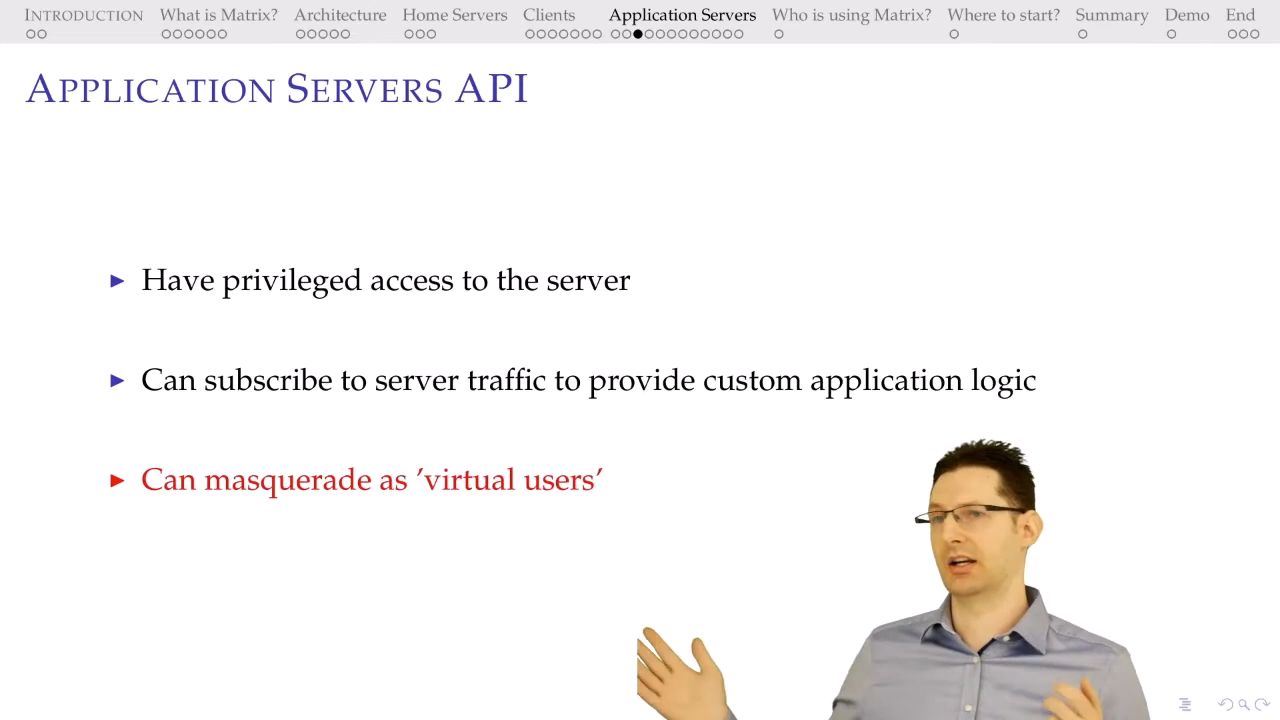 INTRODUCTION What is Matrix? Architecture Home Servers Clients Application Servers Who is using Matrix? Where to start? Summary Demo End
APPLICATION SERVERS API
Have privileged access to the server
Can subscribe to server traffic to provide custom application logic
Can masquerade as ’virtual users’